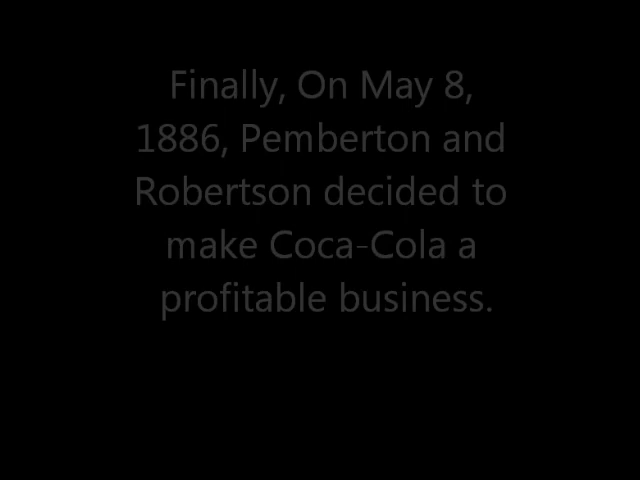 Finally, On May 8,
1886, Pemberton and
Robertson decided to
make Coca-Cola a
profitable business.